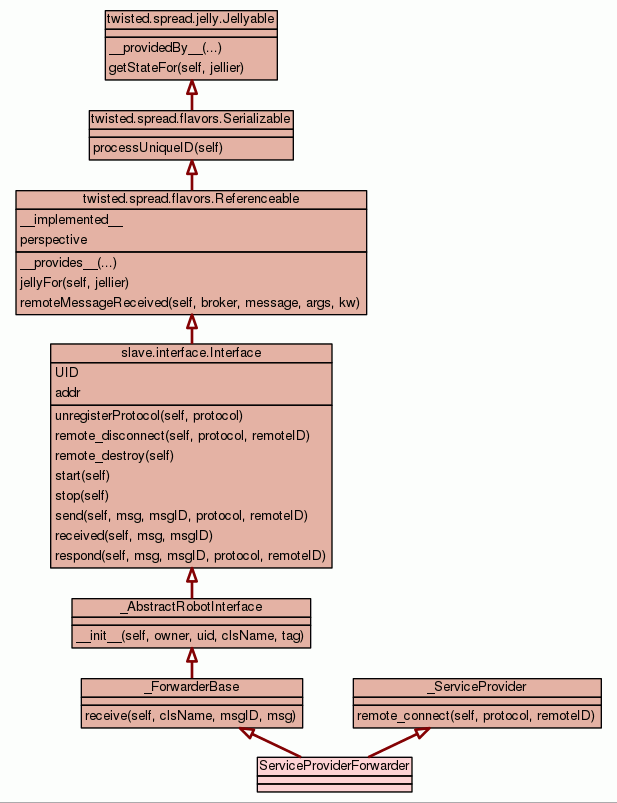 twisted.spread.jelly.Jellyable
__providedBy__(...)
getStateFor(self, jellier)
twisted.spread.flavors.Serializable
processUniqueID(self)
twisted.spread.flavors.Referenceable
__implemented__
perspective
__provides__(...)
jellyFor(self, jellier)
remoteMessageReceived(self, broker, message, args, kw)
slave.interface.Interface
UID
addr
unregisterProtocol(self, protocol)
remote_disconnect(self, protocol, remoteID)
remote_destroy(self)
start(self)
stop(self)
send(self, msg, msgID, protocol, remoteID)
received(self, msg, msgID)
respond(self, msg, msgID, protocol, remoteID)
_AbstractRobotInterface
__init__(self, owner, uid, clsName, tag)
_ForwarderBase
receive(self, clsName, msgID, msg)
_ServiceProvider
remote_connect(self, protocol, remoteID)
ServiceProviderForwarder